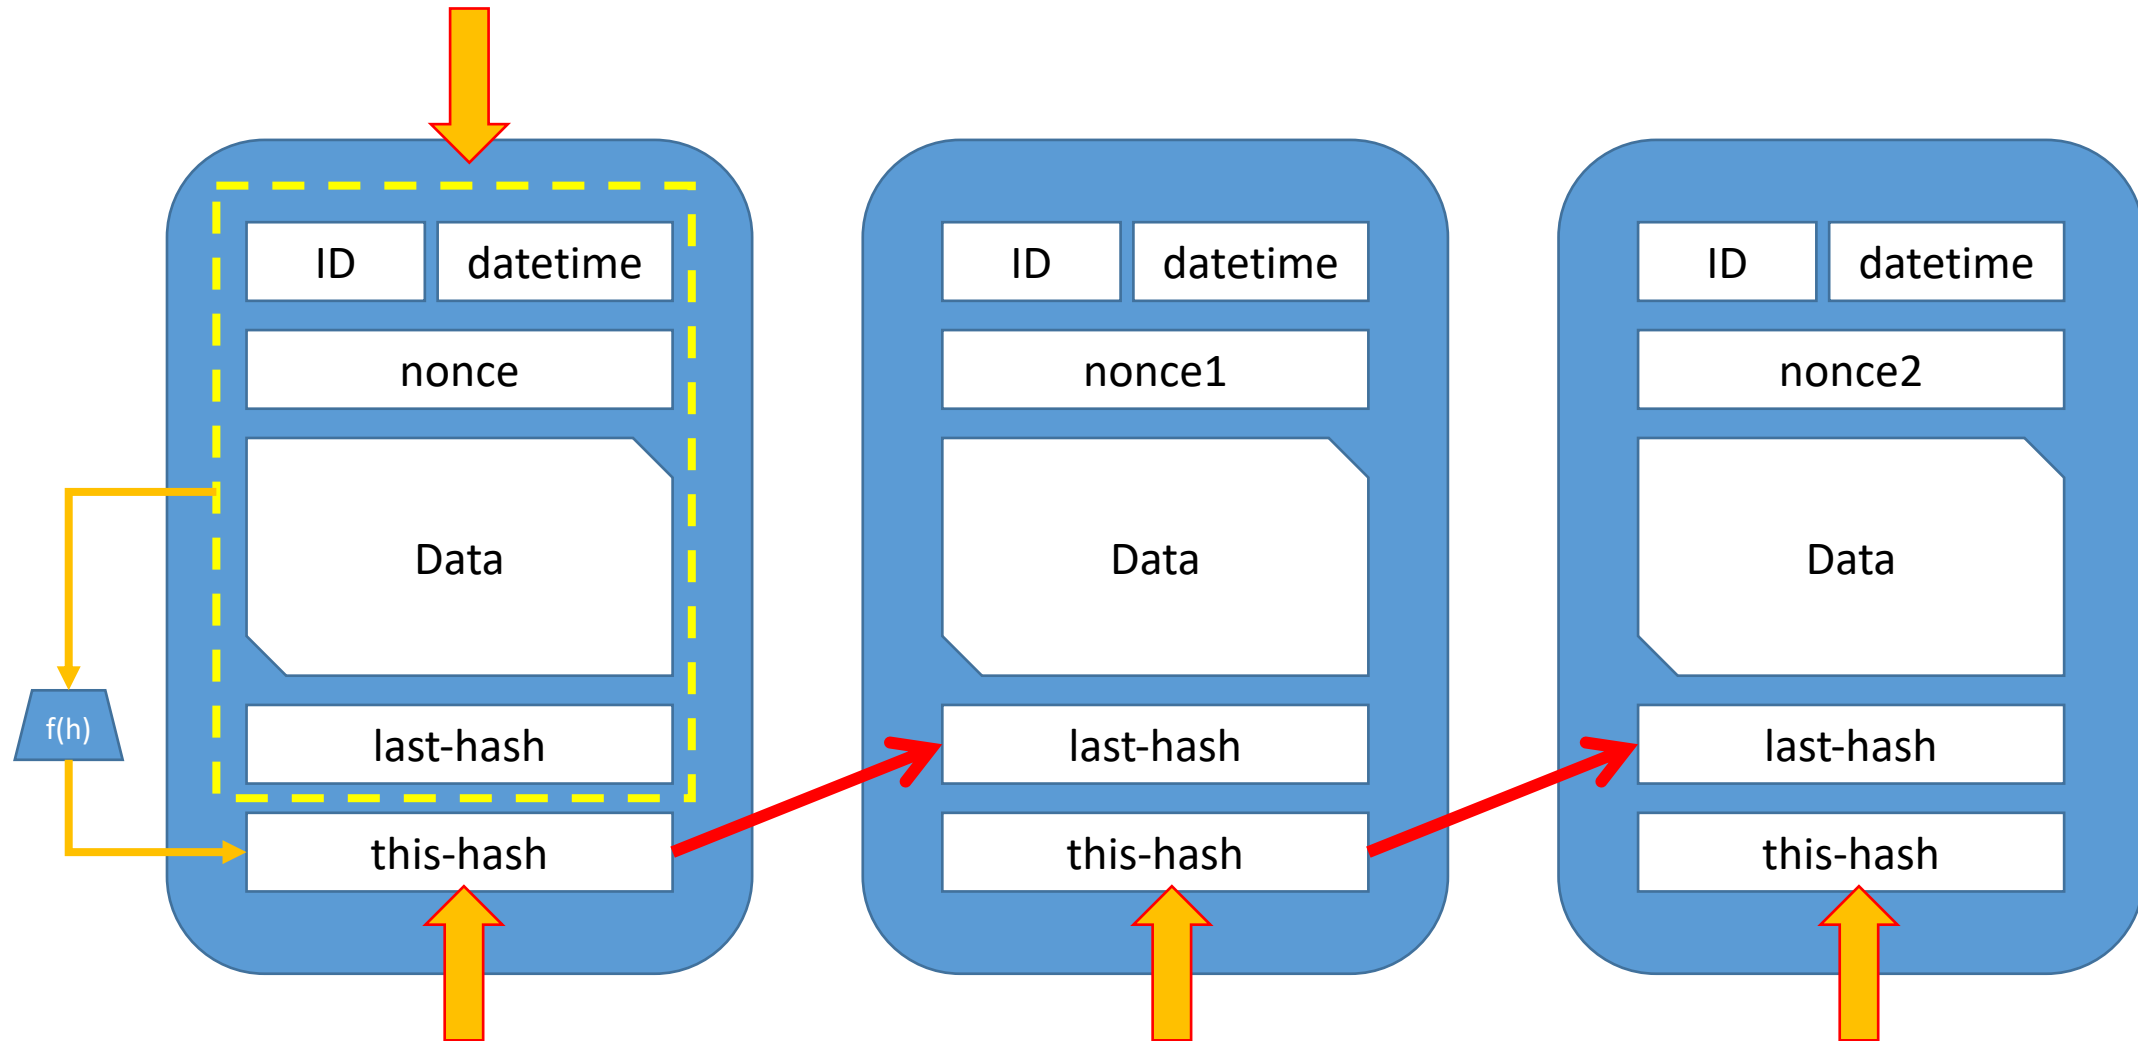 ID datetime
nonce
Data
last-hash
this-hash
f(h)
ID datetime
nonce1
Data
last-hash
this-hash
ID datetime
nonce2
Data
last-hash
this-hash